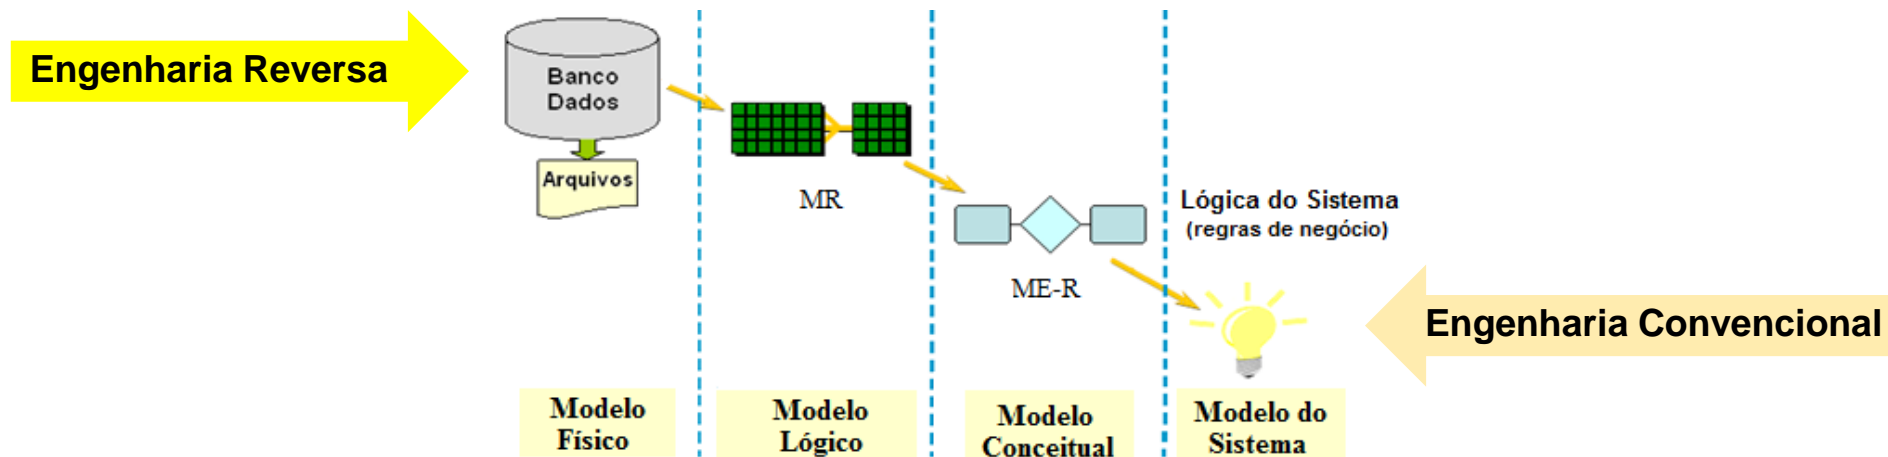 Engenharia Reversa
Banco
Dados
Arquivos
MR
ME-R
Lógica do Sistema
(regras de negócio)
Engenharia Convencional
Modelo
Físico
Modelo
Lógico
Modelo
Conceitual
Modelo do
Sistema